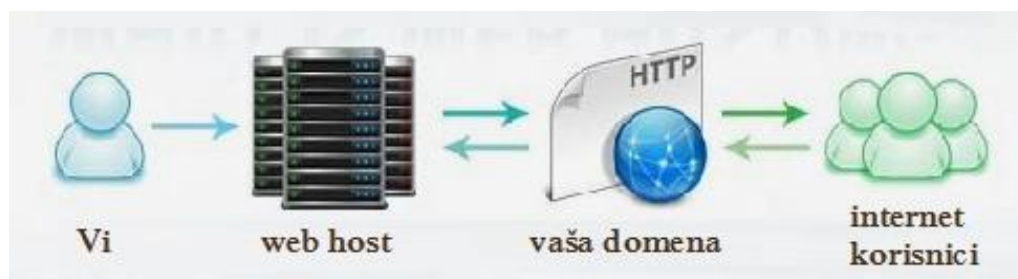 HTTP
Vi
web host
vaša domena
internet
korisnici